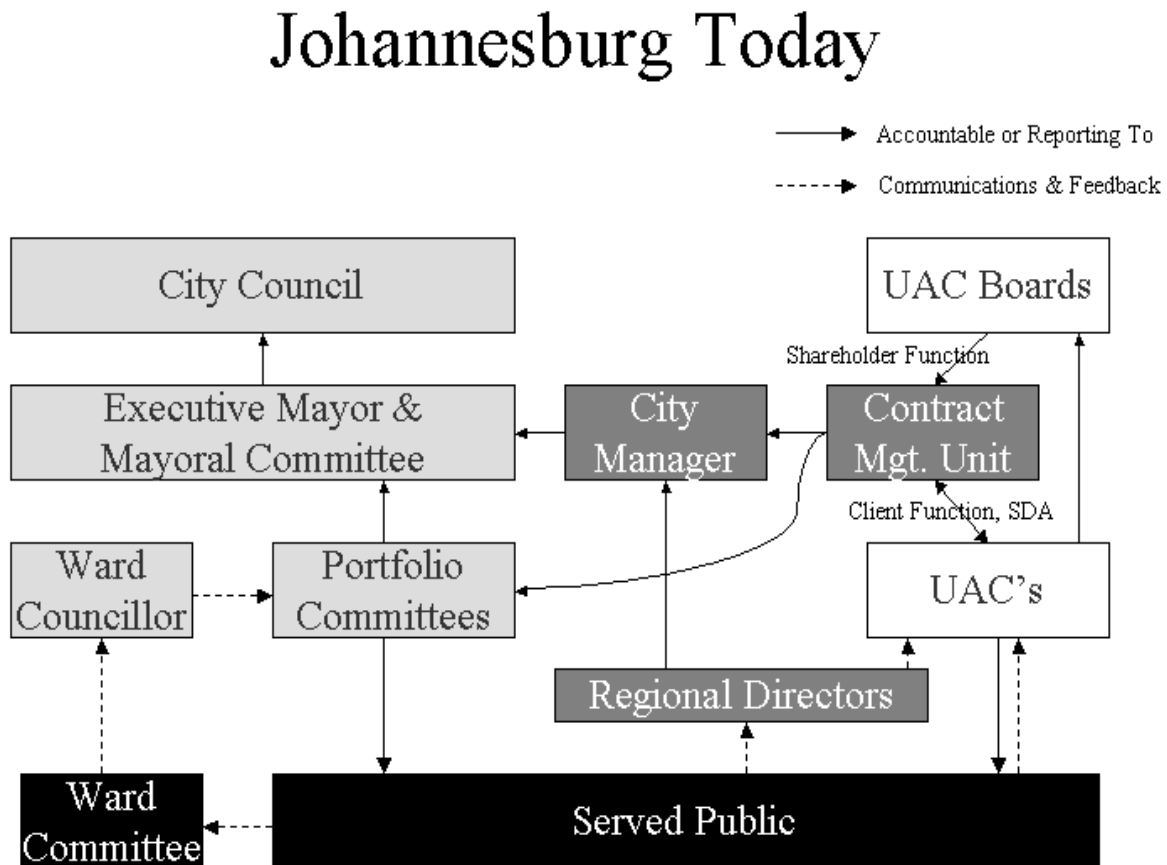 Johannesburg Today
Accountable or Reporting To
Communications & Feedback
City Council
UAC Boards
Shareholder Function
Executive Mayor &
Mayoral Committee
City
Manager
Contract
Mgt. Unit
Client Function, SDA
Ward
Councillor
Portfolio
Committees
UAC's
Regional Directors
Ward
Committee
Served Public